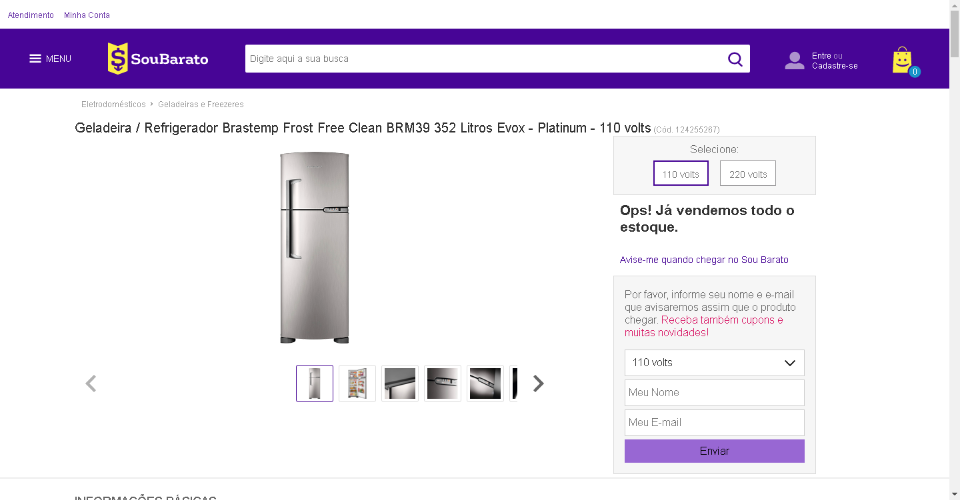 Atendimento Minha Conta
MENU
SouBarato
Digite aqui a sua busca
Entre ou
Cadastre-se
0
Eletrodomésticos Geladeiras e Freezeres
Geladeira / Refrigerador Brastemp Frost Free Clean BRM39 352 Litros Evox - Platinum - 110 volts (Cód. 124255267)
Selecione:
110 volts 220 volts
Ops! Já vendemos todo o
estoque.
Avise-me quando chegar no Sou Barato
Por favor, informe seu nome e e-mail
que avisaremos assim que o produto
chegar. Receba também cupons e
muitas novidades!
110 volts
Meu Nome
Meu E-mail
Enviar
INFORMAÇÕES BÁSICAS